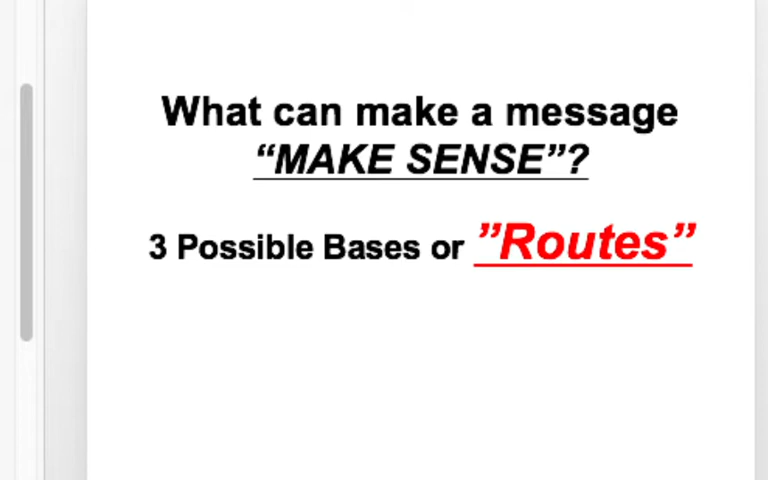 What can make a message
“MAKE SENSE”?
3 Possible Bases or ”Routes”